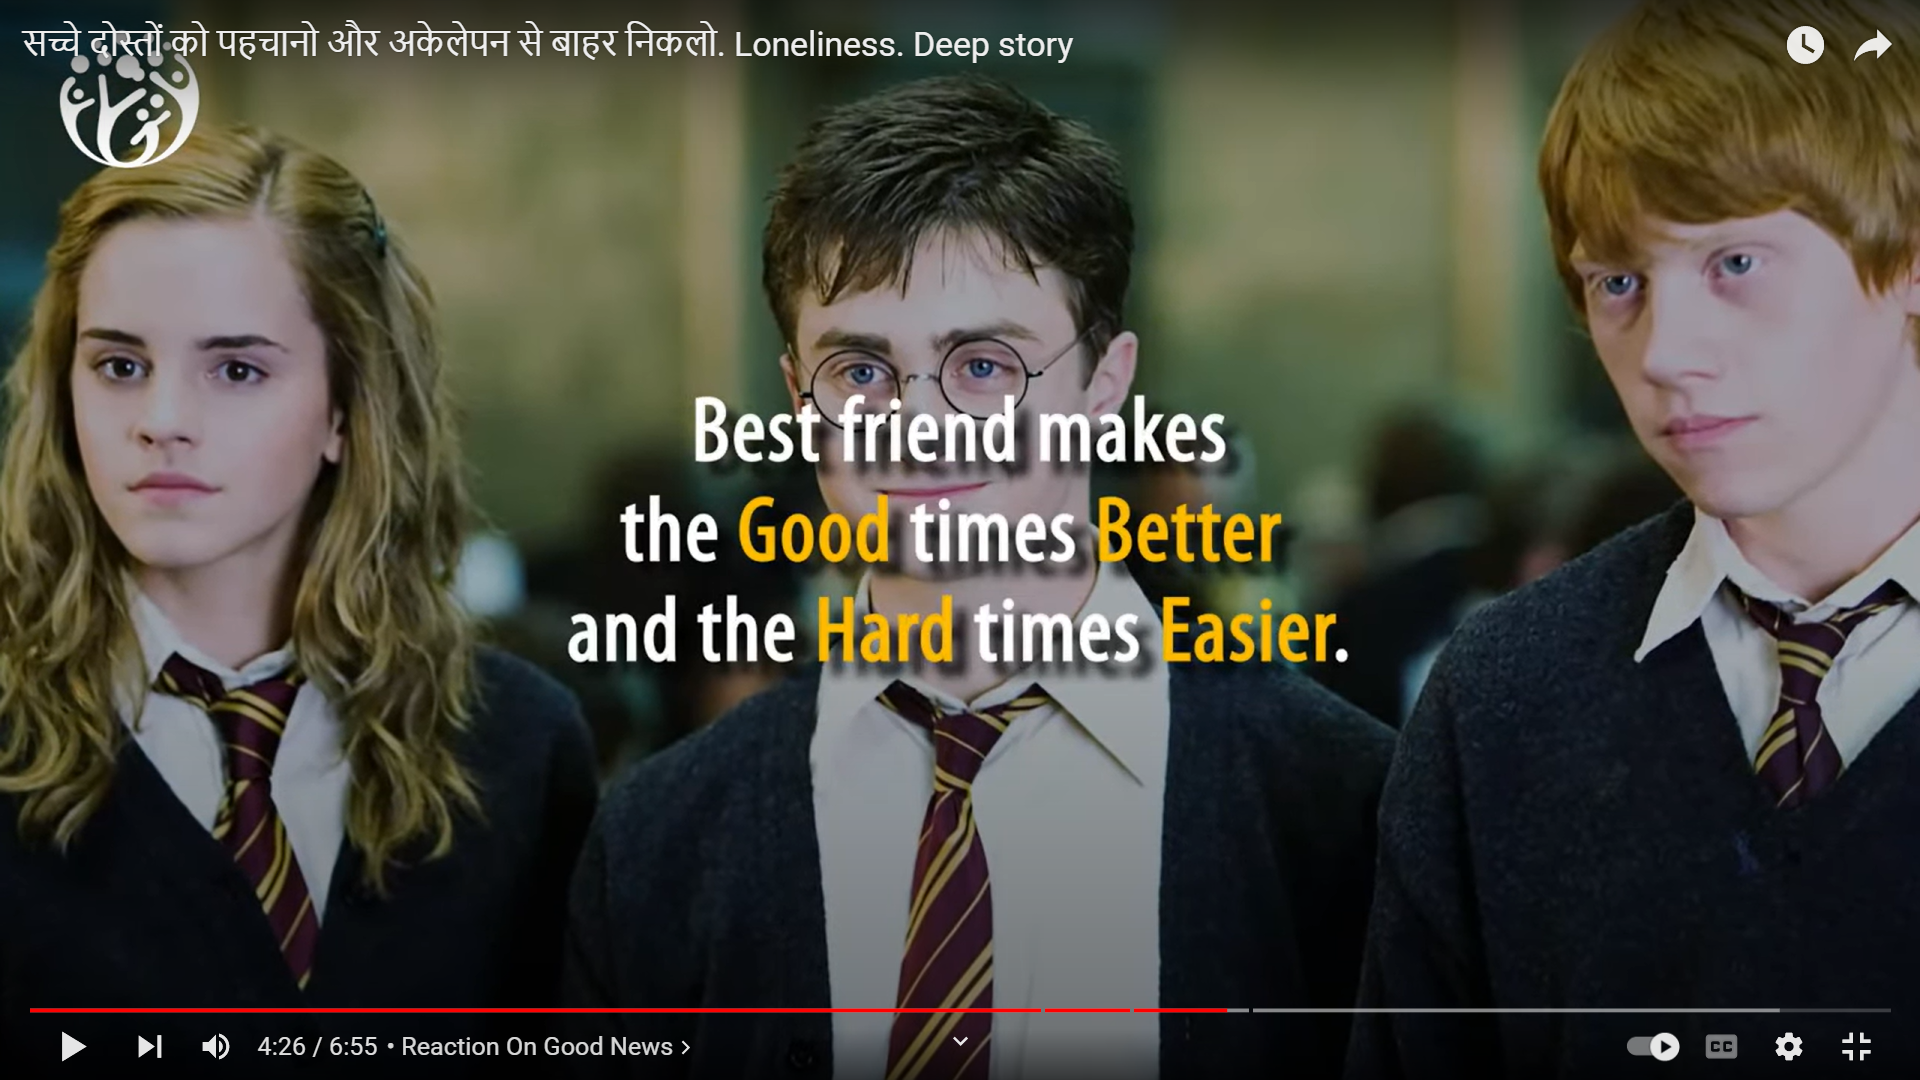 सच्चे दोस्तों को पहचानो और अकेलेपन से बाहर निकलो. Loneliness. Deep story
Best friend makes
the Good times Better
and the Hard times Easier.
4:26 / 6:55 • Reaction On Good News >
CC